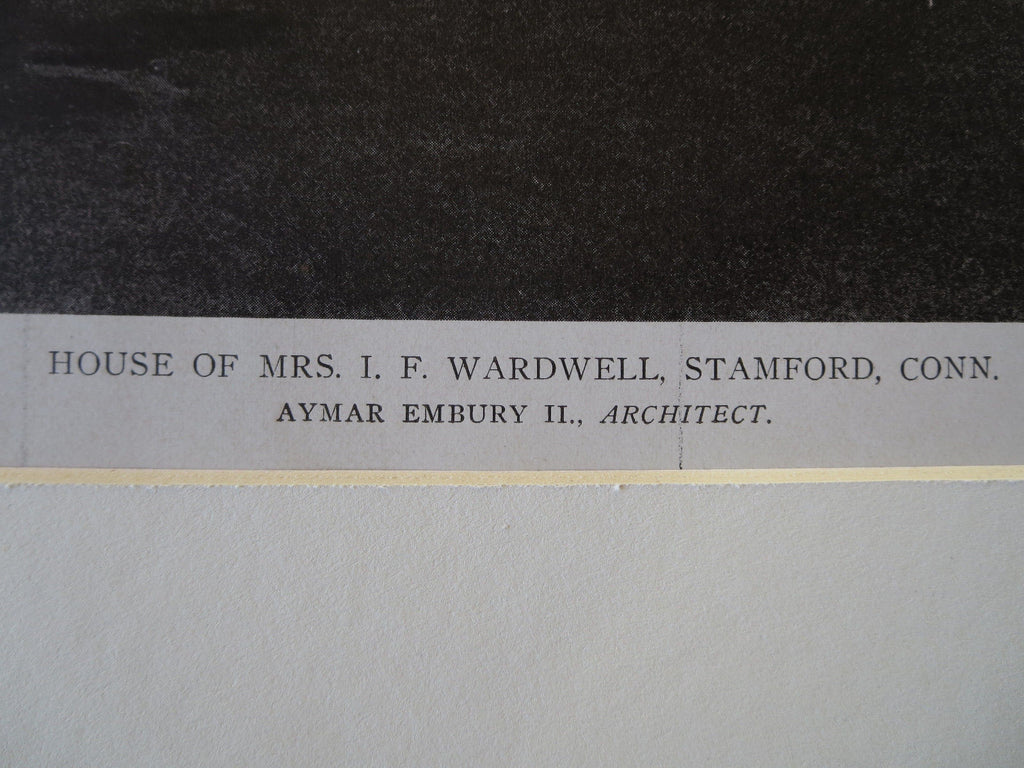 HOUSE OF MRS. I. F. WARDWELL, STAMFORD, CONN.
AYMAR EMBURY II., ARCHITECT.